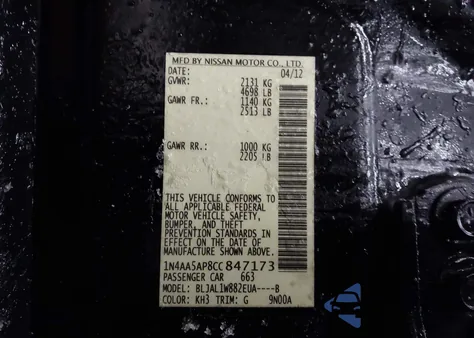 MFD BY NISSAN MOTOR CO., LTD.
DATE: 04/12
GVWR: 2131 KG
4698 LB
GAWR FR.: 1140 KG
2513 LB
GAWR RR.: 1000 KG
2205 LB
THIS VEHICLE CONFORMS TO
ALL APPLICABLE FEDERAL
MOTOR VEHICLE SAFETY,
BUMPER, AND THEFT
PREVENTION STANDARDS IN
EFFECT ON THE DATE OF
MANUFACTURE SHOWN ABOVE.
1N4AA5AP8CC847173
PASSENGER CAR 663
MODEL: BLJAL1W882EUA---B
COLOR: KH3 TRIM: G 9N00A